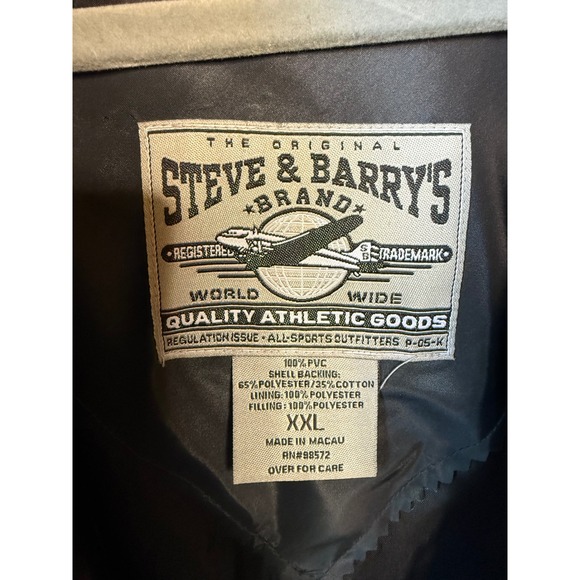 THE ORIGINAL
STEVE & BARRY'S
BRAND
REGISTERED TRADEMARK
WORLD WIDE
QUALITY ATHLETIC GOODS
REGULATION ISSUE • ALL-SPORTS OUTFITTERS P-05-K
100% PVC
SHELL BACKING:
65% POLYESTER/35% COTTON
LINING: 100% POLYESTER
FILLING: 100% POLYESTER
XXL
MADE IN MACAU
RN#98572
OVER FOR CARE